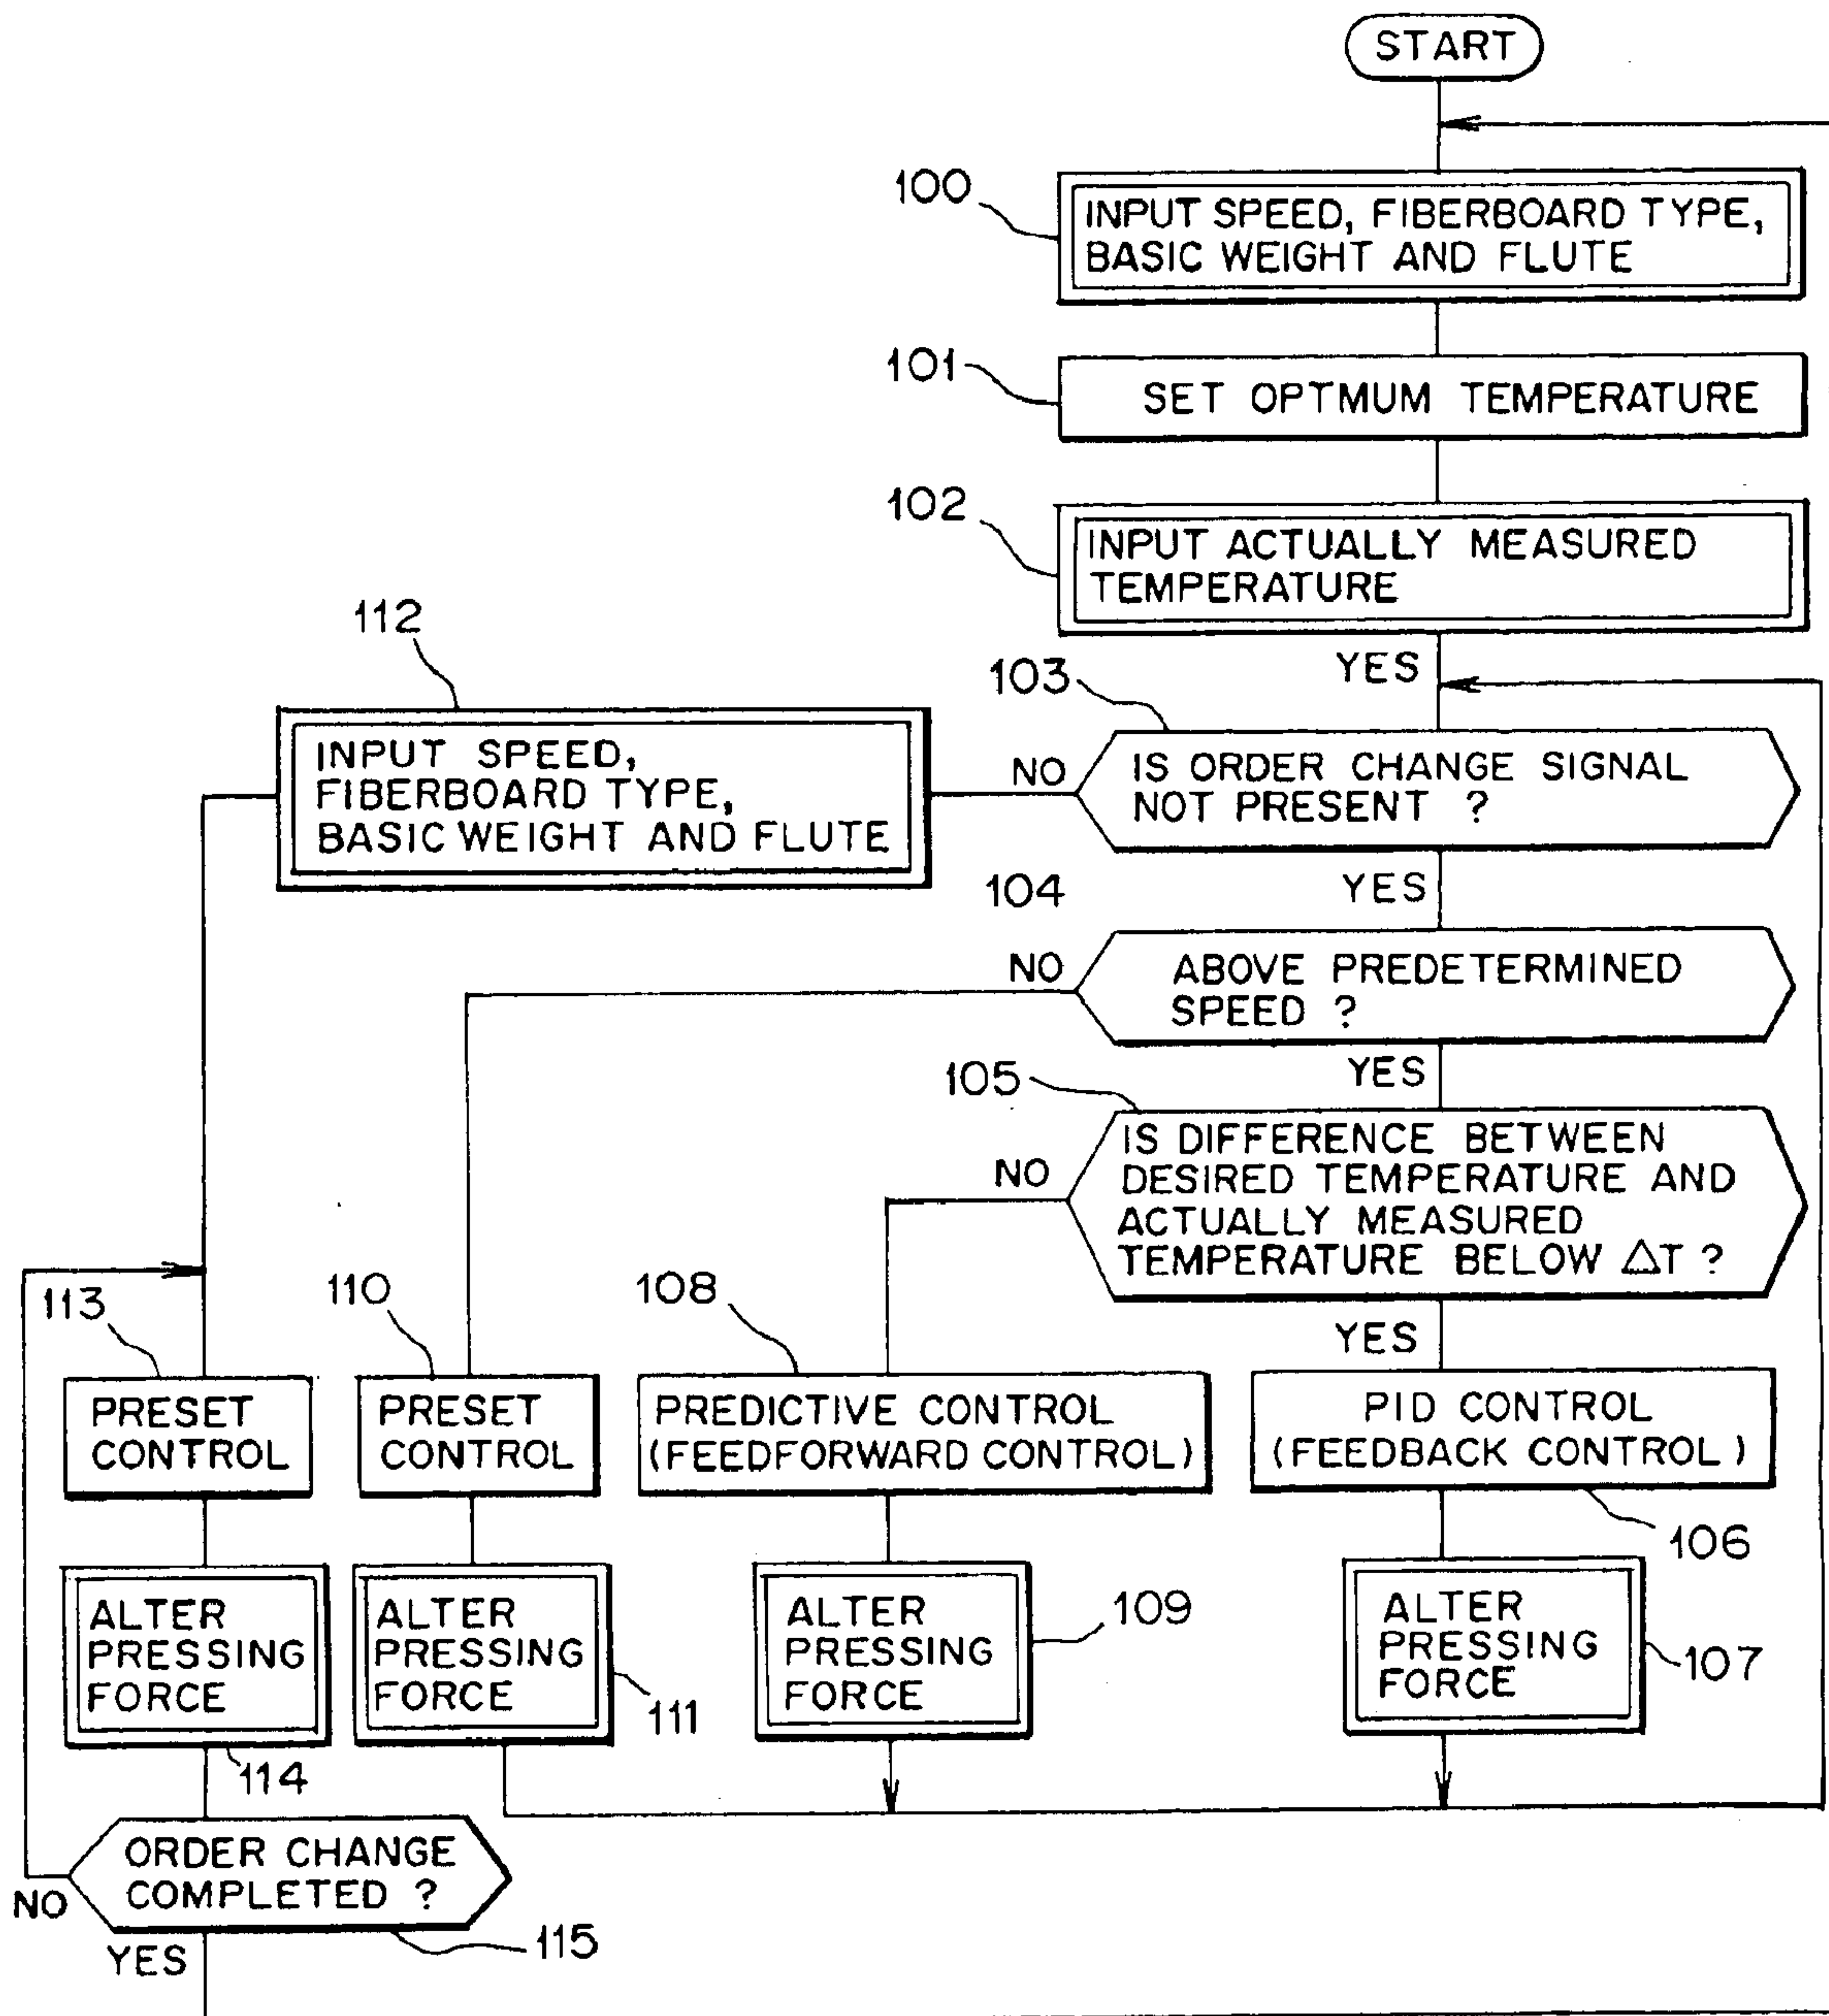 START
100
INPUT SPEED, FIBERBOARD TYPE,
BASIC WEIGHT AND FLUTE
101
SET OPTMUM TEMPERATURE
102
INPUT ACTUALLY MEASURED
TEMPERATURE
YES
112
INPUT SPEED,
FIBERBOARD TYPE,
BASIC WEIGHT AND FLUTE
103
NO
IS ORDER CHANGE SIGNAL
NOT PRESENT ?
YES
104
NO
ABOVE PREDETERMINED
SPEED ?
YES
105
NO
IS DIFFERENCE BETWEEN
DESIRED TEMPERATURE AND
ACTUALLY MEASURED
TEMPERATURE BELOW ΔT ?
YES
113
PRESET
CONTROL
110
PRESET
CONTROL
108
PREDICTIVE CONTROL
(FEEDFORWARD CONTROL)
PID CONTROL
(FEEDBACK CONTROL)
106
ALTER
PRESSING
FORCE
114
ALTER
PRESSING
FORCE
111
ALTER
PRESSING
FORCE
109
ALTER
PRESSING
FORCE
107
ORDER CHANGE
COMPLETED ?
NO
115
YES